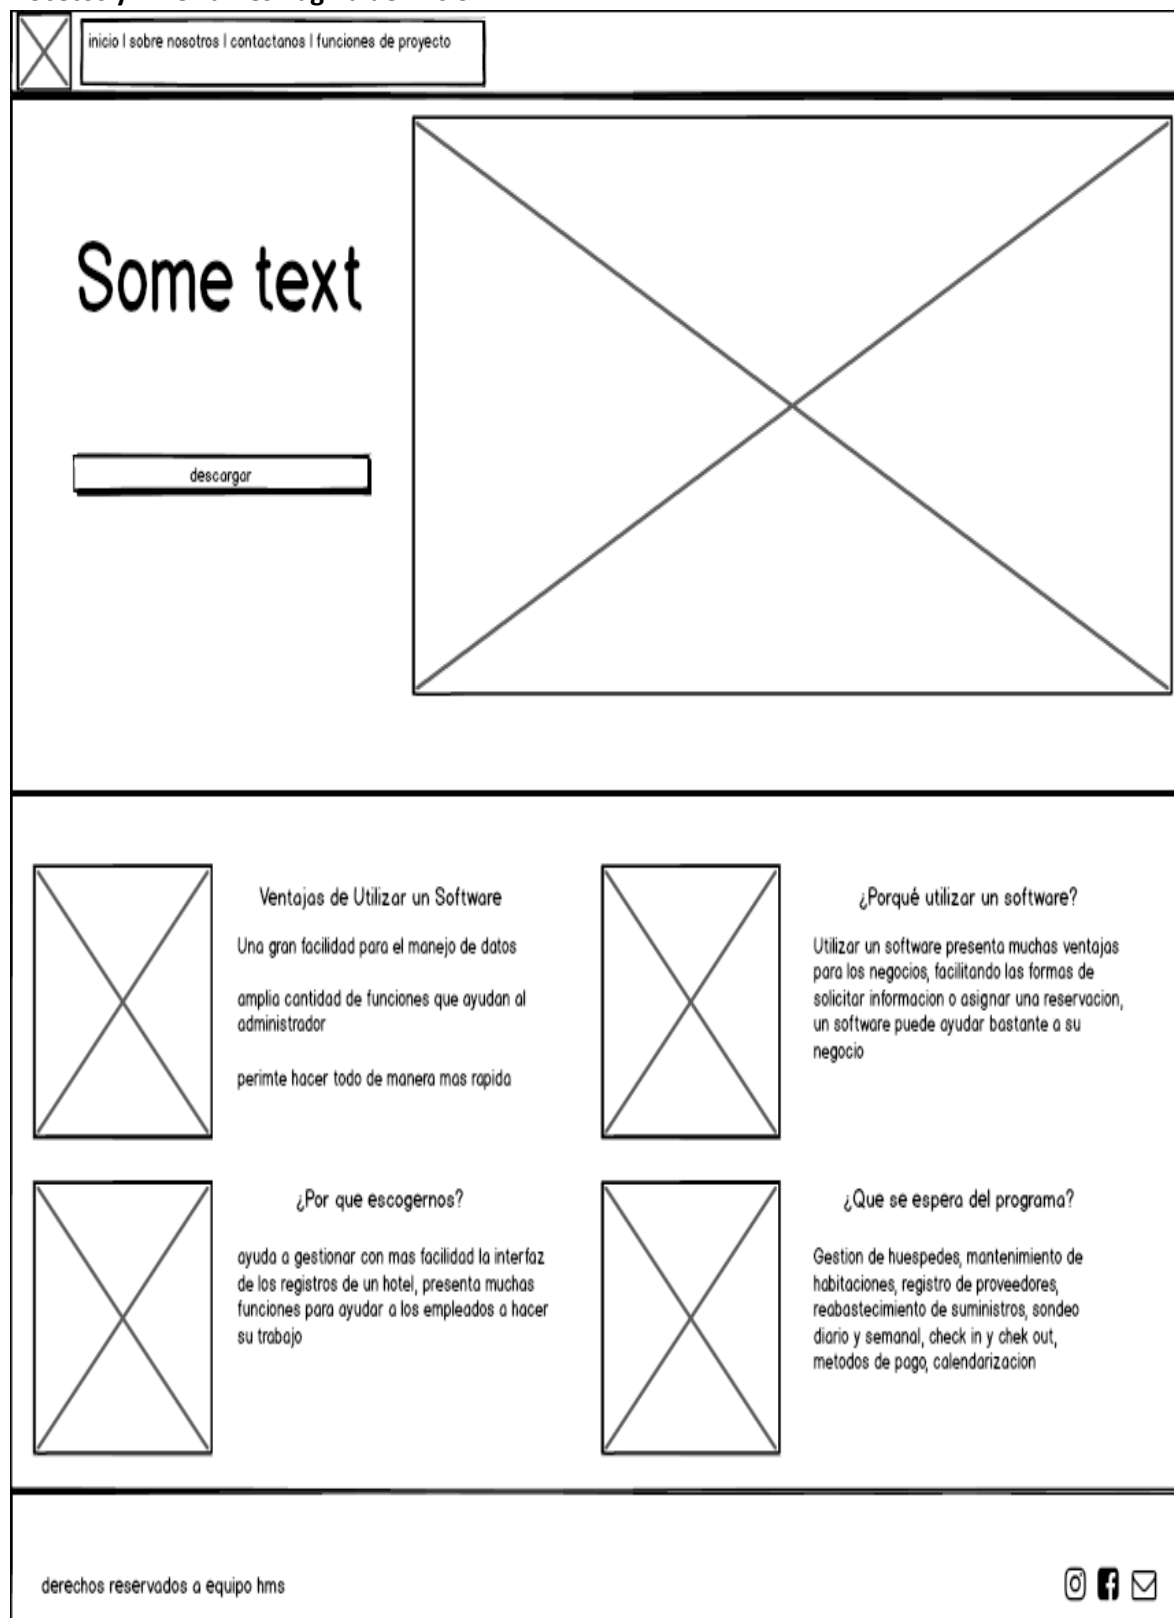 inicio | sobre nosotros | contactanos | funciones de proyecto
Some text
descargar
Ventajas de Utilizar un Software
Una gran facilidad para el manejo de datos
amplia cantidad de funciones que ayudan al
administrador
perimte hacer todo de manera mas rapida
¿Porqué utilizar un software?
Utilizar un software presenta muchas ventajas
para los negocios, facilitando las formas de
solicitar informacion o asignar una reservacion,
un software puede ayudar bastante a su
negocio
¿Por que escogernos?
ayuda a gestionar con mas facilidad la interfaz
de los registros de un hotel, presenta muchas
funciones para ayudar a los empleados a hacer
su trabajo
¿Que se espera del programa?
Gestion de huespedes, mantenimiento de
habitaciones, registro de proveedores,
reabastecimiento de suministros, sondeo
diario y semanal, check in y chek out,
metodos de pago, calendarizacion
derechos reservados a equipo hms